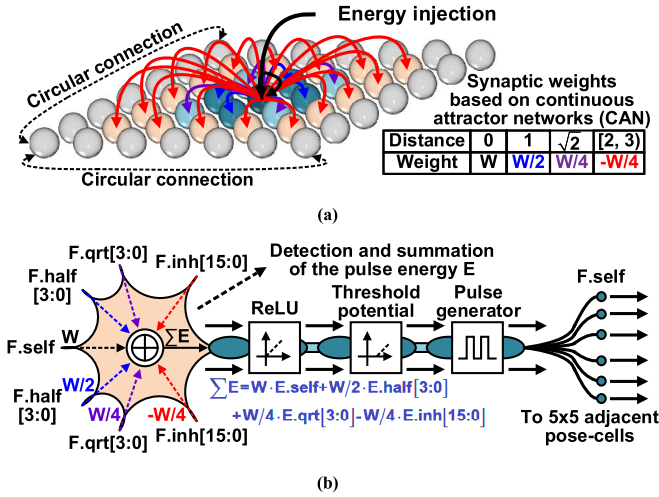 Energy injection
Circular connection
Circular connection
Synaptic weights
based on continuous
attractor networks (CAN)
Distance 0 1 √2 [2, 3)
Weight W W/2 W/4 -W/4
(a)
F.qrt[3:0]
F.inh[15:0]
F.half
[3:0]
Detection and summation
of the pulse energy E
F.self
W
∑E
ReLU
Threshold
potential
Pulse
generator
F.self
F.half
[3:0]
W/2
W/4
-W/4
F.qrt[3:0]
F.inh[15:0]
∑E=W·E.self+W/2·E.half[3:0]
+W/4·E.qrt[3:0]-W/4·E.inh[15:0]
To 5x5 adjacent
pose-cells
(b)